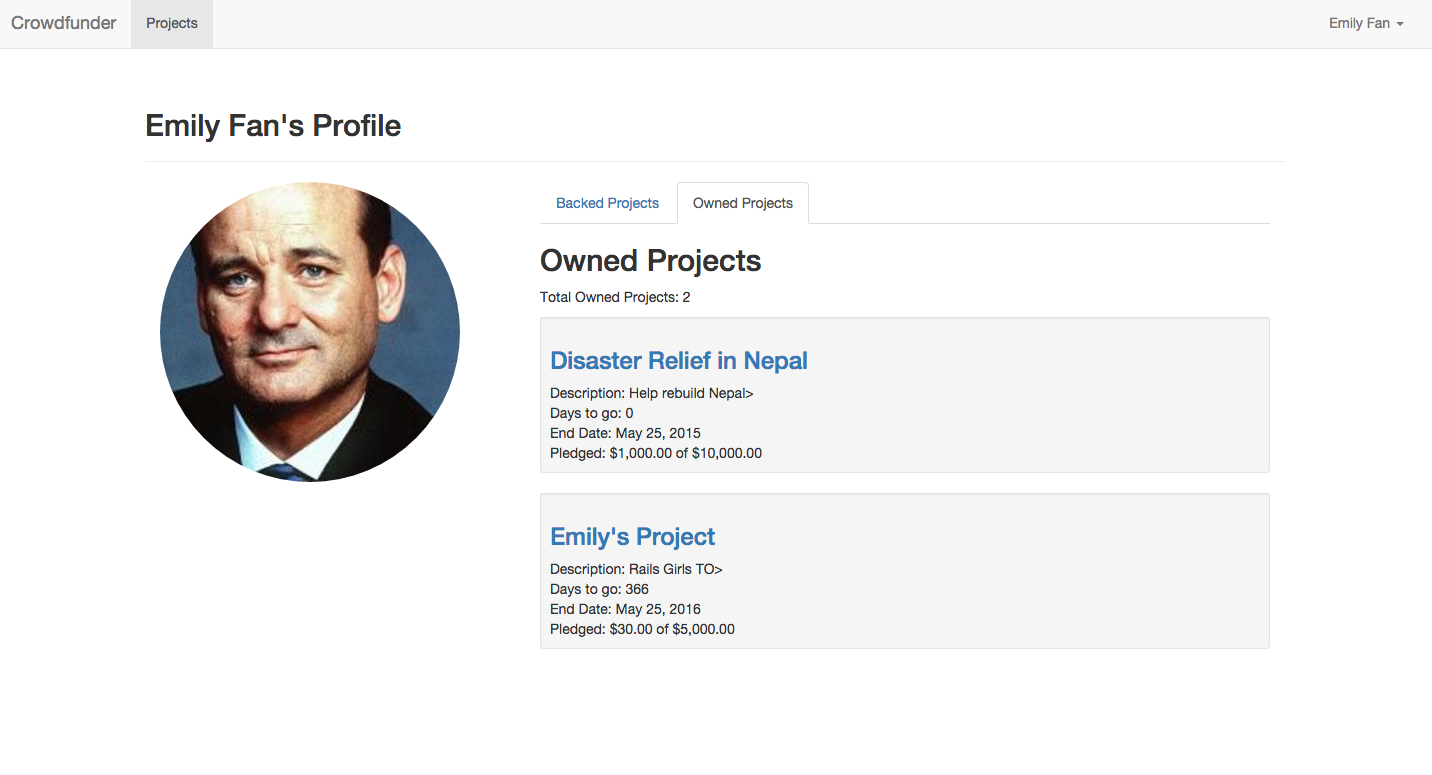 Crowdfunder
Projects
Emily Fan
Emily Fan's Profile
Backed Projects
Owned Projects
Owned Projects
Total Owned Projects: 2
Disaster Relief in Nepal
Description: Help rebuild Nepal>
Days to go: 0
End Date: May 25, 2015
Pledged: $1,000.00 of $10,000.00
Emily's Project
Description: Rails Girls TO>
Days to go: 366
End Date: May 25, 2016
Pledged: $30.00 of $5,000.00